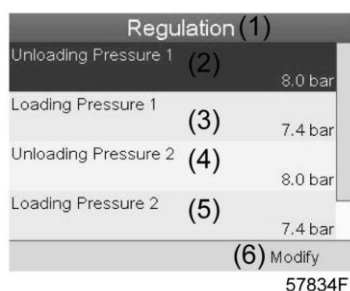 Regulation (1)
Unloading Pressure 1
(2)
8.0 bar
Loading Pressure 1
(3)
7.4 bar
Unloading Pressure 2
(4)
8.0 bar
Loading Pressure 2
(5)
7.4 bar
(6) Modify
57834F